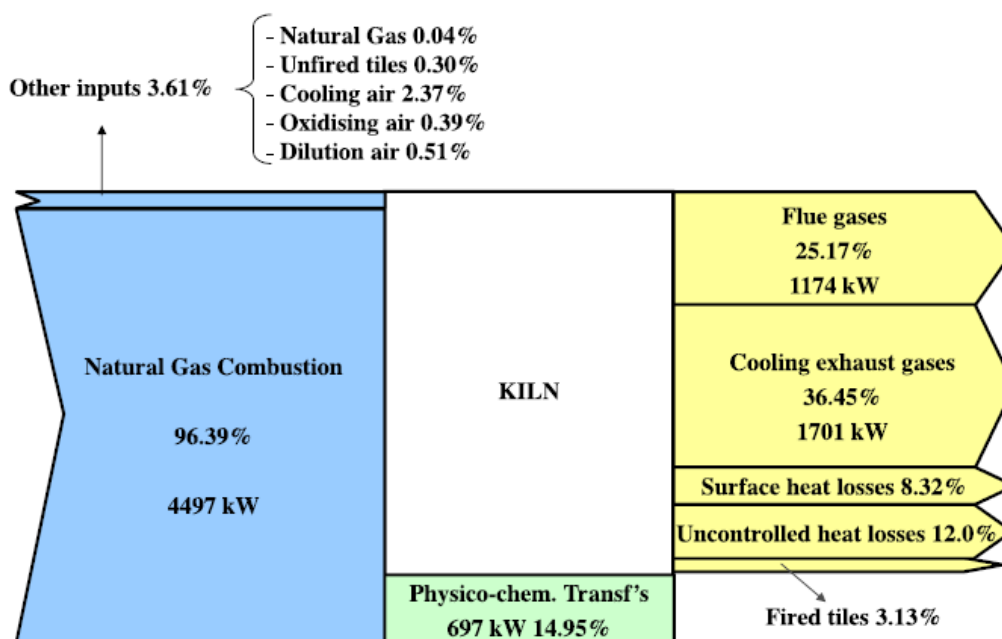 Other inputs 3.61%
- Natural Gas 0.04%
- Unfired tiles 0.30%
- Cooling air 2.37%
- Oxidising air 0.39%
- Dilution air 0.51%
Natural Gas Combustion
96.39%
4497 kW
KILN
Physico-chem. Transf's
697 kW 14.95%
Flue gases
25.17%
1174 kW
Cooling exhaust gases
36.45%
1701 kW
Surface heat losses 8.32%
Uncontrolled heat losses 12.0%
Fired tiles 3.13%